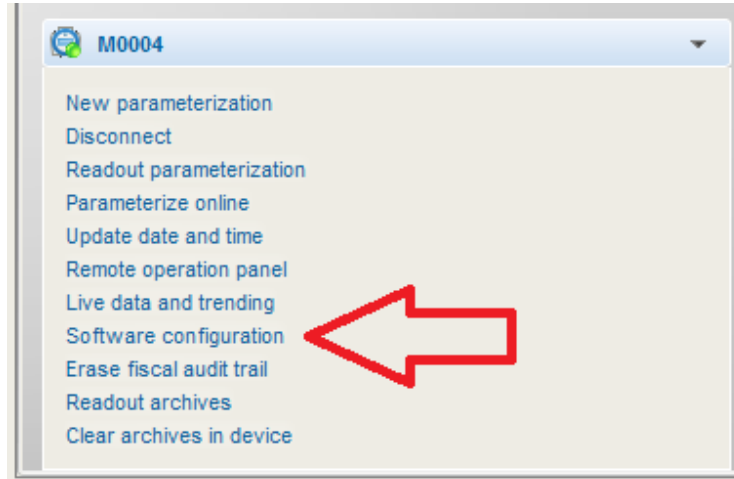 M0004
New parameterization
Disconnect
Readout parameterization
Parameterize online
Update date and time
Remote operation panel
Live data and trending
Software configuration
Erase fiscal audit trail
Readout archives
Clear archives in device